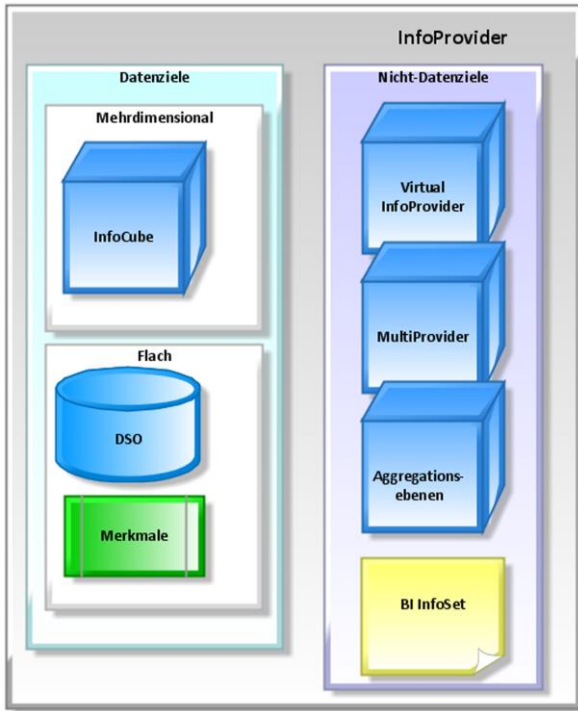 InfoProvider
Datenziele
Mehrdimensional
InfoCube
Flach
DSO
Merkmale
Nicht-Datenziele
Virtual
InfoProvider
MultiProvider
Aggregations-
ebenen
BI InfoSet